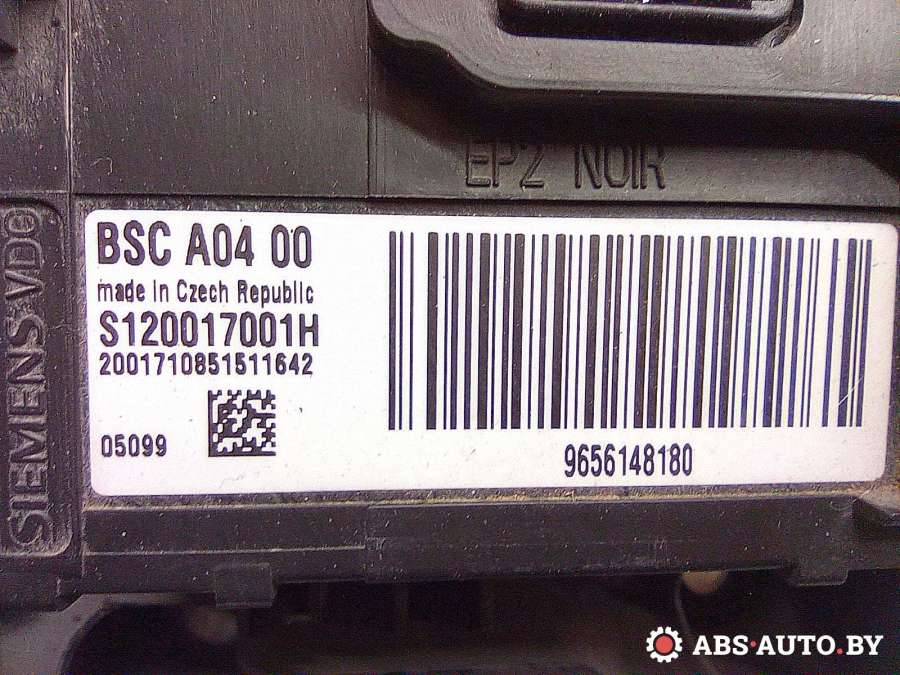 EP2 NOIR
SIEMENS VDO
BSC A04 00
made in Czech Republic
S120017001H
2001710851511642
05099
9656148180
ABS-AUTO.BY